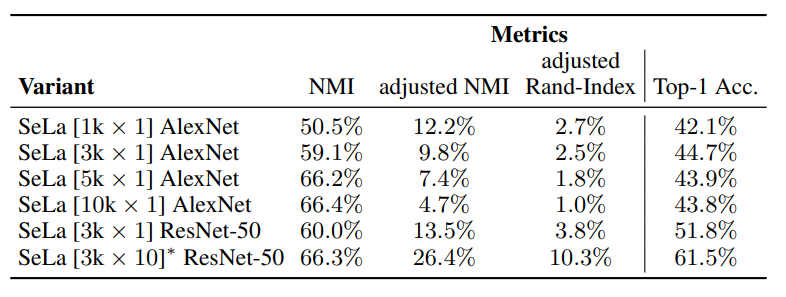 Metrics
adjusted
Variant NMI adjusted NMI Rand-Index Top-1 Acc.
SeLa [1k × 1] AlexNet 50.5% 12.2% 2.7% 42.1%
SeLa [3k × 1] AlexNet 59.1% 9.8% 2.5% 44.7%
SeLa [5k × 1] AlexNet 66.2% 7.4% 1.8% 43.9%
SeLa [10k × 1] AlexNet 66.4% 4.7% 1.0% 43.8%
SeLa [3k × 1] ResNet-50 60.0% 13.5% 3.8% 51.8%
SeLa [3k × 10]* ResNet-50 66.3% 26.4% 10.3% 61.5%